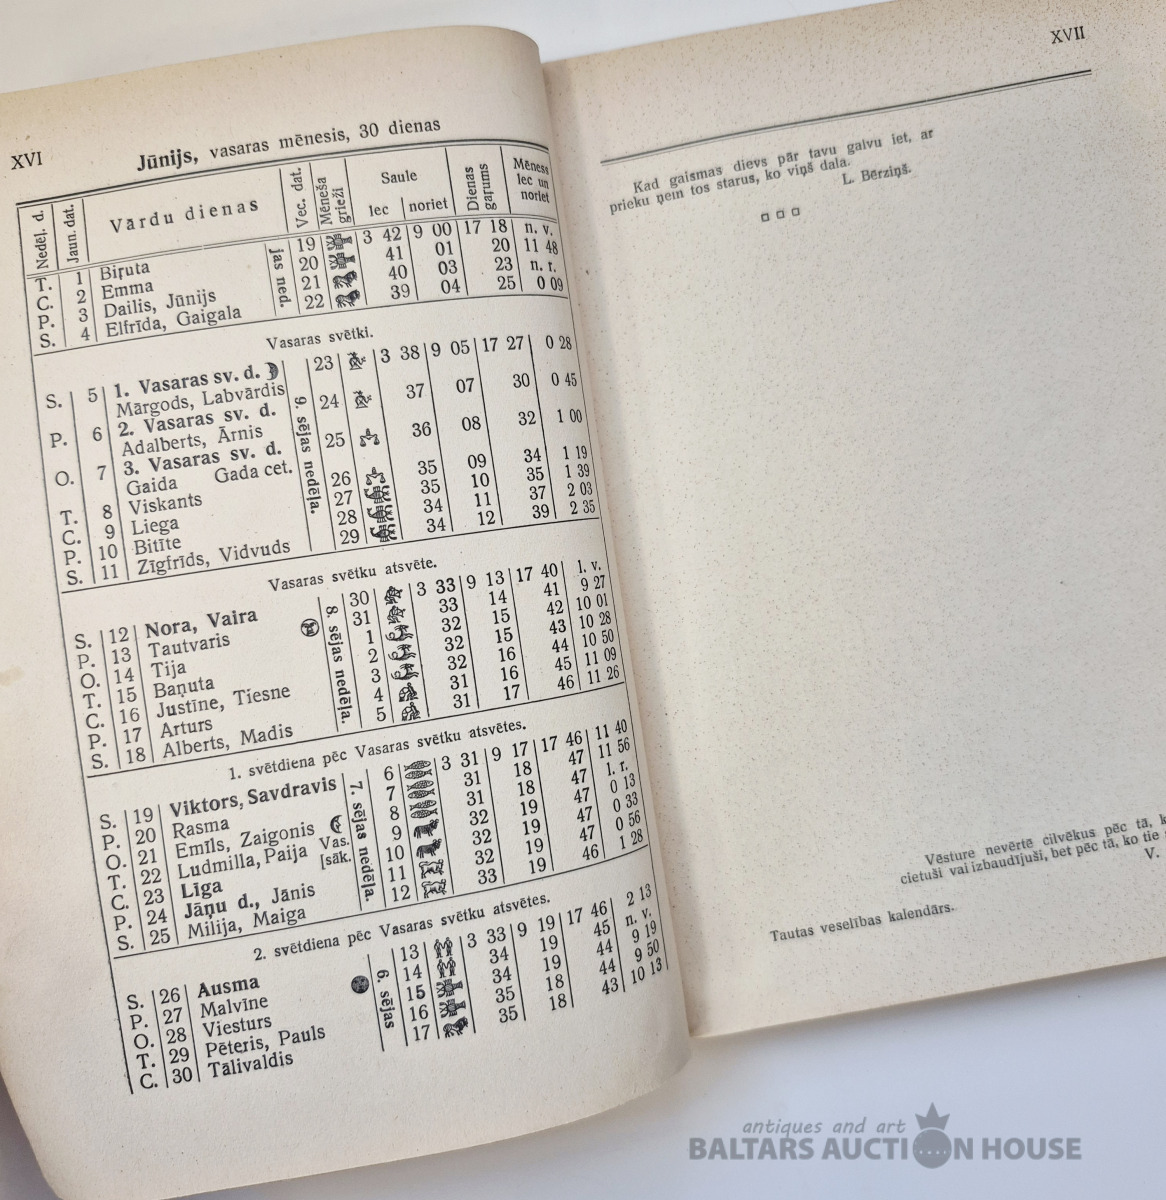 XVI
Jūnijs, vasaras mēnesis, 30 dienas
Nedēļ. d. Jaun. dat. Vārdu dienas Vec. dat. Mēneša grieži Saule lec noriet Dienas garums Mēness lec un noriet
jas ned.
T. 1 Biruta 19 3 42 9 00 17 18 n. v.
C. 2 Emma 20 41 01 20 11 48
P. 3 Dailis, Jūnijs 21 40 03 23 n. r.
S. 4 Elfrīda, Gaigala 22 39 04 25 0 09
Vasaras svētki.
9. sējas nedēļa.
S. 5 1. Vasaras sv. d. 23 3 38 9 05 17 27 0 28
Mārgods, Labvārdis
P. 6 2. Vasaras sv. d. 24 37 07 30 0 45
Adalberts, Ārnis
O. 7 3. Vasaras sv. d. 25 36 08 32 1 00
Gaida Gada cet.
T. 8 Viskants 26 35 09 34 1 19
C. 9 Liega 27 35 10 35 1 39
P. 10 Bitīte 28 34 11 37 2 03
S. 11 Zīgfrīds, Vidvuds 29 34 12 39 2 35
Vasaras svētku atsvēte.
8. sējas nedēļa.
S. 12 Nora, Vaira 30 3 33 9 13 17 40 l. v.
P. 13 Tautvaris 31 33 14 41 9 27
O. 14 Tija 1 32 15 42 10 01
T. 15 Baņuta 2 32 15 43 10 28
C. 16 Justīne, Tiesne 3 32 16 44 10 50
P. 17 Arturs 4 31 16 45 11 09
S. 18 Alberts, Madis 5 31 17 46 11 26
1. svētdiena pēc Vasaras svētku atsvētes.
7. sējas nedēļa.
S. 19 Viktors, Savdravis 6 3 31 9 17 17 46 11 40
P. 20 Rasma 7 31 18 47 11 56
O. 21 Emīls, Zaigonis 8 31 18 47 l. r.
T. 22 Ludmilla, Paija Vas. 9 32 19 47 0 13
C. 23 Līga [sāk. 10 32 19 47 0 33
P. 24 Jāņu d., Jānis 11 32 19 47 0 56
S. 25 Milija, Maiga 12 33 19 46 1 28
2. svētdiena pēc Vasaras svētku atsvētes.
6. sējas
S. 26 Ausma 13 3 33 9 19 17 46 2 13
P. 27 Malvīne 14 34 19 45 n. v.
O. 28 Viesturs 15 34 19 44 9 19
T. 29 Pēteris, Pauls 16 35 18 44 9 50
C. 30 Tālivaldis 17 35 18 43 10 13
XVII
Kad gaismas dievs pār tavu galvu iet, ar
prieku ņein tos starus, ko viņš dala.
L. Bērziņš.
Vēsture nevērtē cilvēkus pēc tā, k
cietuši vai izbaudījuši, bet pēc tā, ko tie
V.
Tautas veselības kalendārs.
antiques and art
BALTARS AUCTION HOUSE